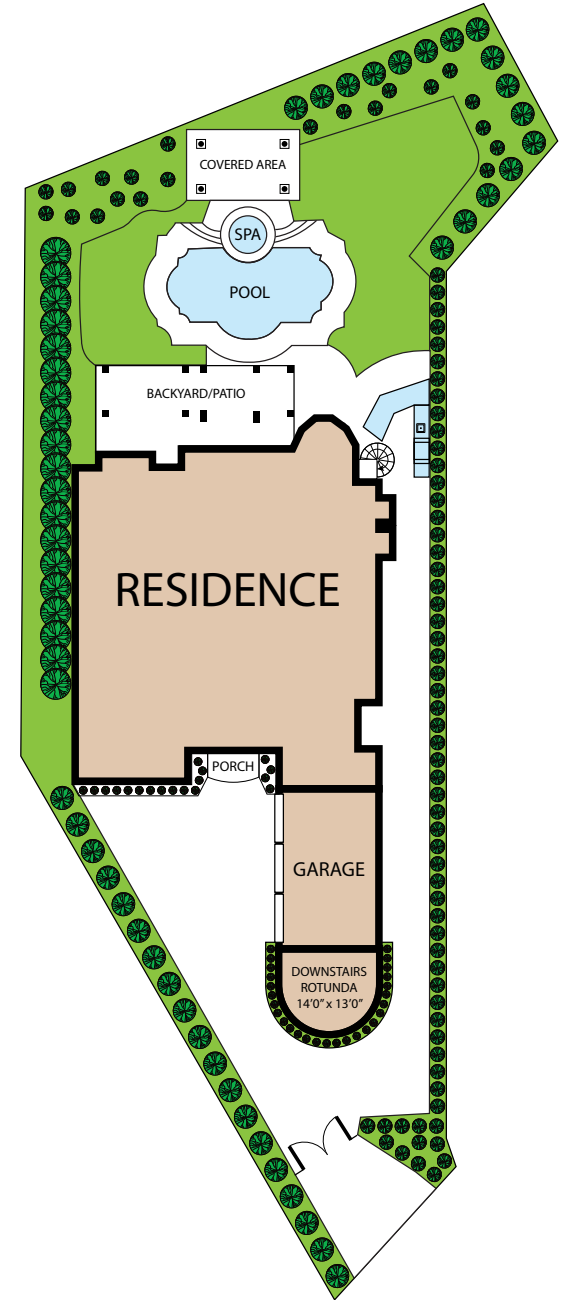 COVERED AREA
SPA
POOL
BACKYARD/PATIO
RESIDENCE
PORCH
GARAGE
DOWNSTAIRS
ROTUNDA
14’0” x 13’0”